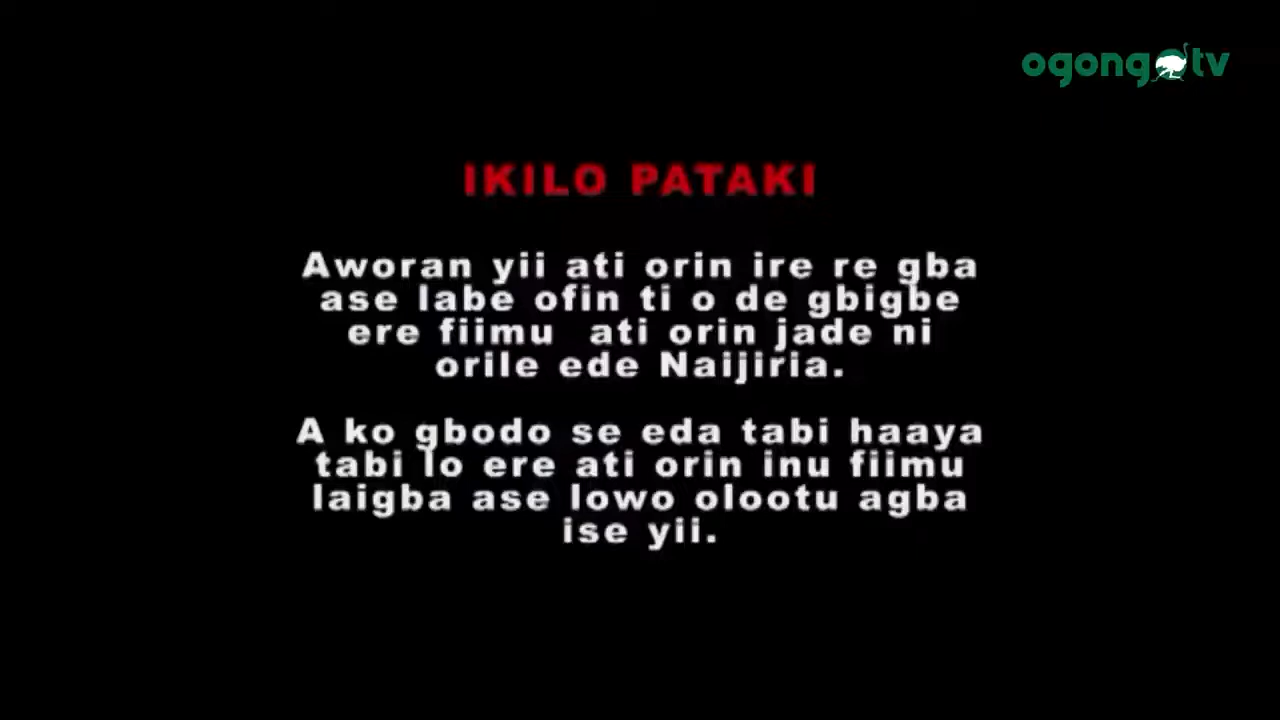 ogongotv
IKILO PATAKI
Aworan yii ati orin ire re gba
ase labe ofin ti o de gbigbe
ere fiimu ati orin jade ni
orile ede Naijiria.
A ko gbodo se eda tabi haaya
tabi lo ere ati orin inu fiimu
laigba ase lowo olootu agba
ise yii.